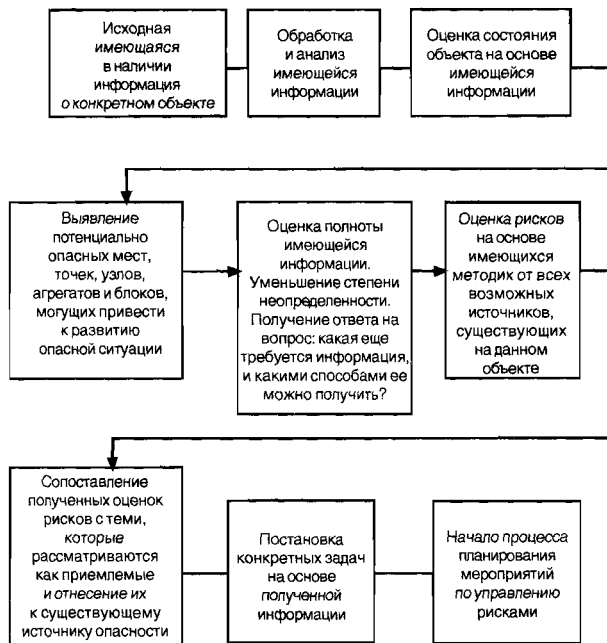 Исходная
имеющаяся
в наличии
информация
о конкретном объекте
Обработка
и анализ
имеющейся
информации
Оценка состояния
объекта на основе
имеющейся
информации
Выявление
потенциально
опасных мест,
точек, узлов,
агрегатов и блоков,
могущих привести
к развитию
опасной ситуации
Оценка полноты
имеющейся
информации.
Уменьшение степени
неопределенности.
Получение ответа на
вопрос: какая еще
требуется информация,
и какими способами ее
можно получить?
Оценка рисков
на основе
имеющихся
методик от всех
возможных
источников,
существующих
на данном
объекте
Сопоставление
полученных оценок
рисков с теми,
которые
рассматриваются
как приемлемые
и отнесение их
к существующему
источнику опасности
Постановка
конкретных задач
на основе
полученной
информации
Начало процесса
планирования
мероприятий
по управлению
рисками